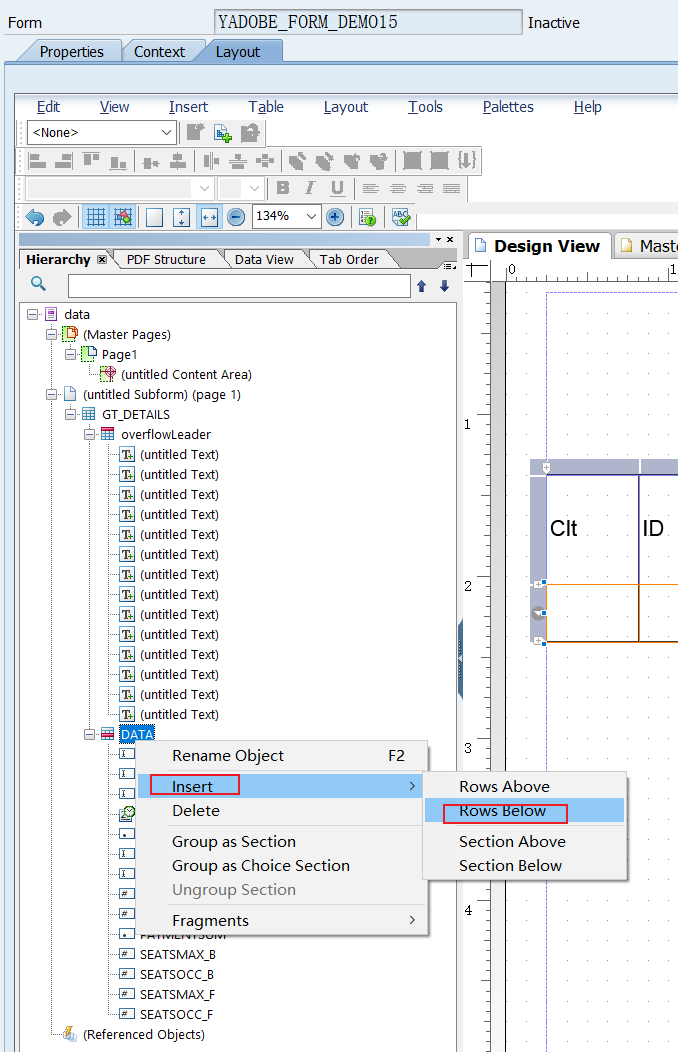 Form YADOBE_FORM_DEMO15 Inactive
Properties Context Layout
Edit View Insert Table Layout Tools Palettes Help
<None>
B I U
134% ABC
Hierarchy PDF Structure Data View Tab Order
Design View Maste
0 1
data
(Master Pages)
Page1
(untitled Content Area)
(untitled Subform) (page 1)
GT_DETAILS
overflowLeader
(untitled Text)
(untitled Text)
(untitled Text)
(untitled Text)
(untitled Text)
(untitled Text)
(untitled Text)
(untitled Text)
(untitled Text)
(untitled Text)
(untitled Text)
(untitled Text)
(untitled Text)
(untitled Text)
DATA
Rename Object F2
Insert
Delete
Group as Section
Group as Choice Section
Ungroup Section
Fragments
Rows Above
Rows Below
Section Above
Section Below
PAYMENTSUM
SEATSMAX_B
SEATSOCC_B
SEATSMAX_F
SEATSOCC_F
(Referenced Objects)
1
Clt ID
2
3
4